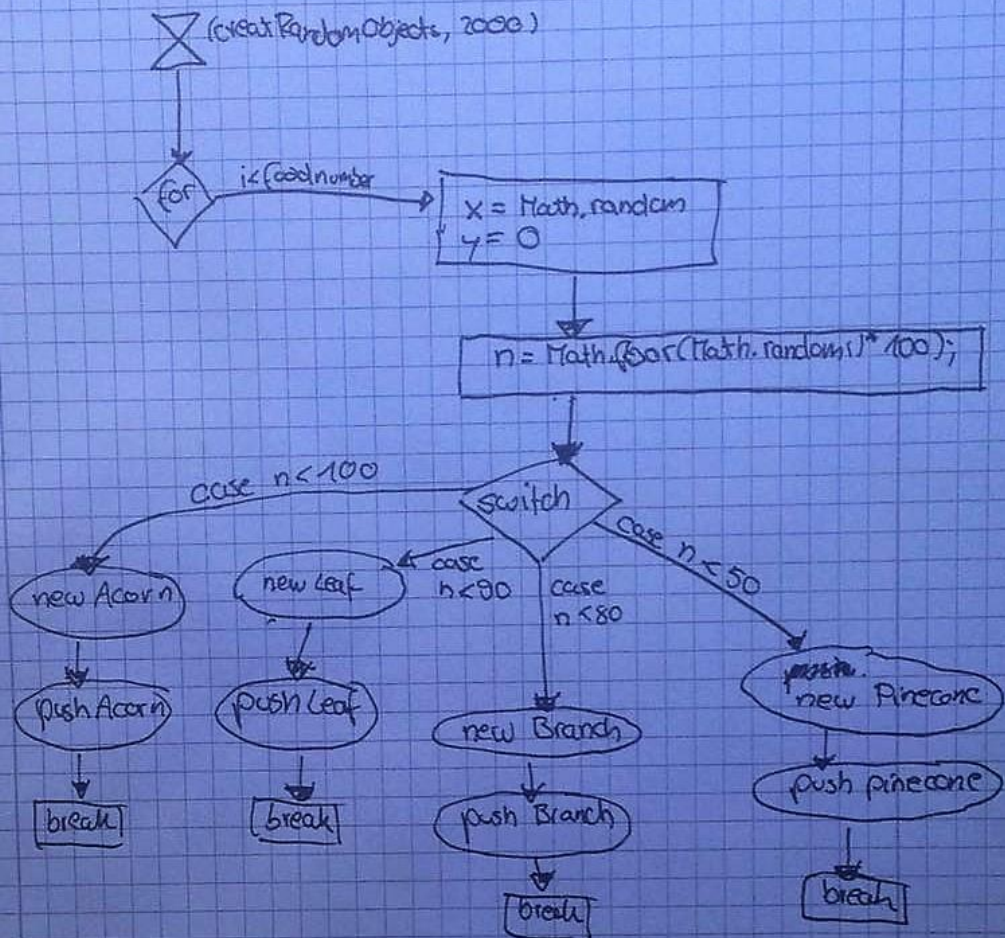 (creatRandomObjects, 2000)
for
i<foodnumber
x = Math.random
y = 0
n = Math.floor(Math.random()*100);
switch
case n<100
case
n<90
case
n<80
case n<50
new Acorn
new Leaf
new Branch
new Pinecone
push Acorn
push Leaf
push Branch
push pinecone
break
break
break
break